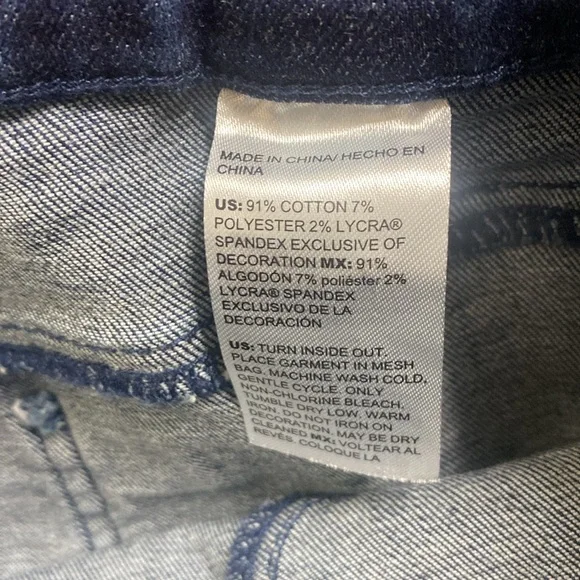 MADE IN CHINA/ HECHO EN
CHINA
US: 91% COTTON 7%
POLYESTER 2% LYCRA®
SPANDEX EXCLUSIVE OF
DECORATION MX: 91%
ALGODÓN 7% poliéster 2%
LYCRA® SPANDEX
EXCLUSIVO DE LA
DECORACIÓN
US: TURN INSIDE OUT.
PLACE GARMENT IN MESH
BAG. MACHINE WASH COLD,
GENTLE CYCLE. ONLY
NON-CHLORINE BLEACH.
TUMBLE DRY LOW. WARM
IRON. DO NOT IRON ON
DECORATION. MAY BE DRY
CLEANED MX: VOLTEAR AL
REVÉS. COLOQUE LA